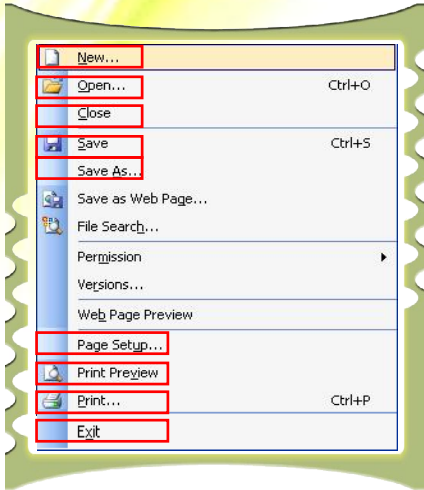 New...
Open... Ctrl+O
Close
Save Ctrl+S
Save As...
Save as Web Page...
File Search...
Permission
Versions...
Web Page Preview
Page Setup...
Print Preview
Print... Ctrl+P
Exit